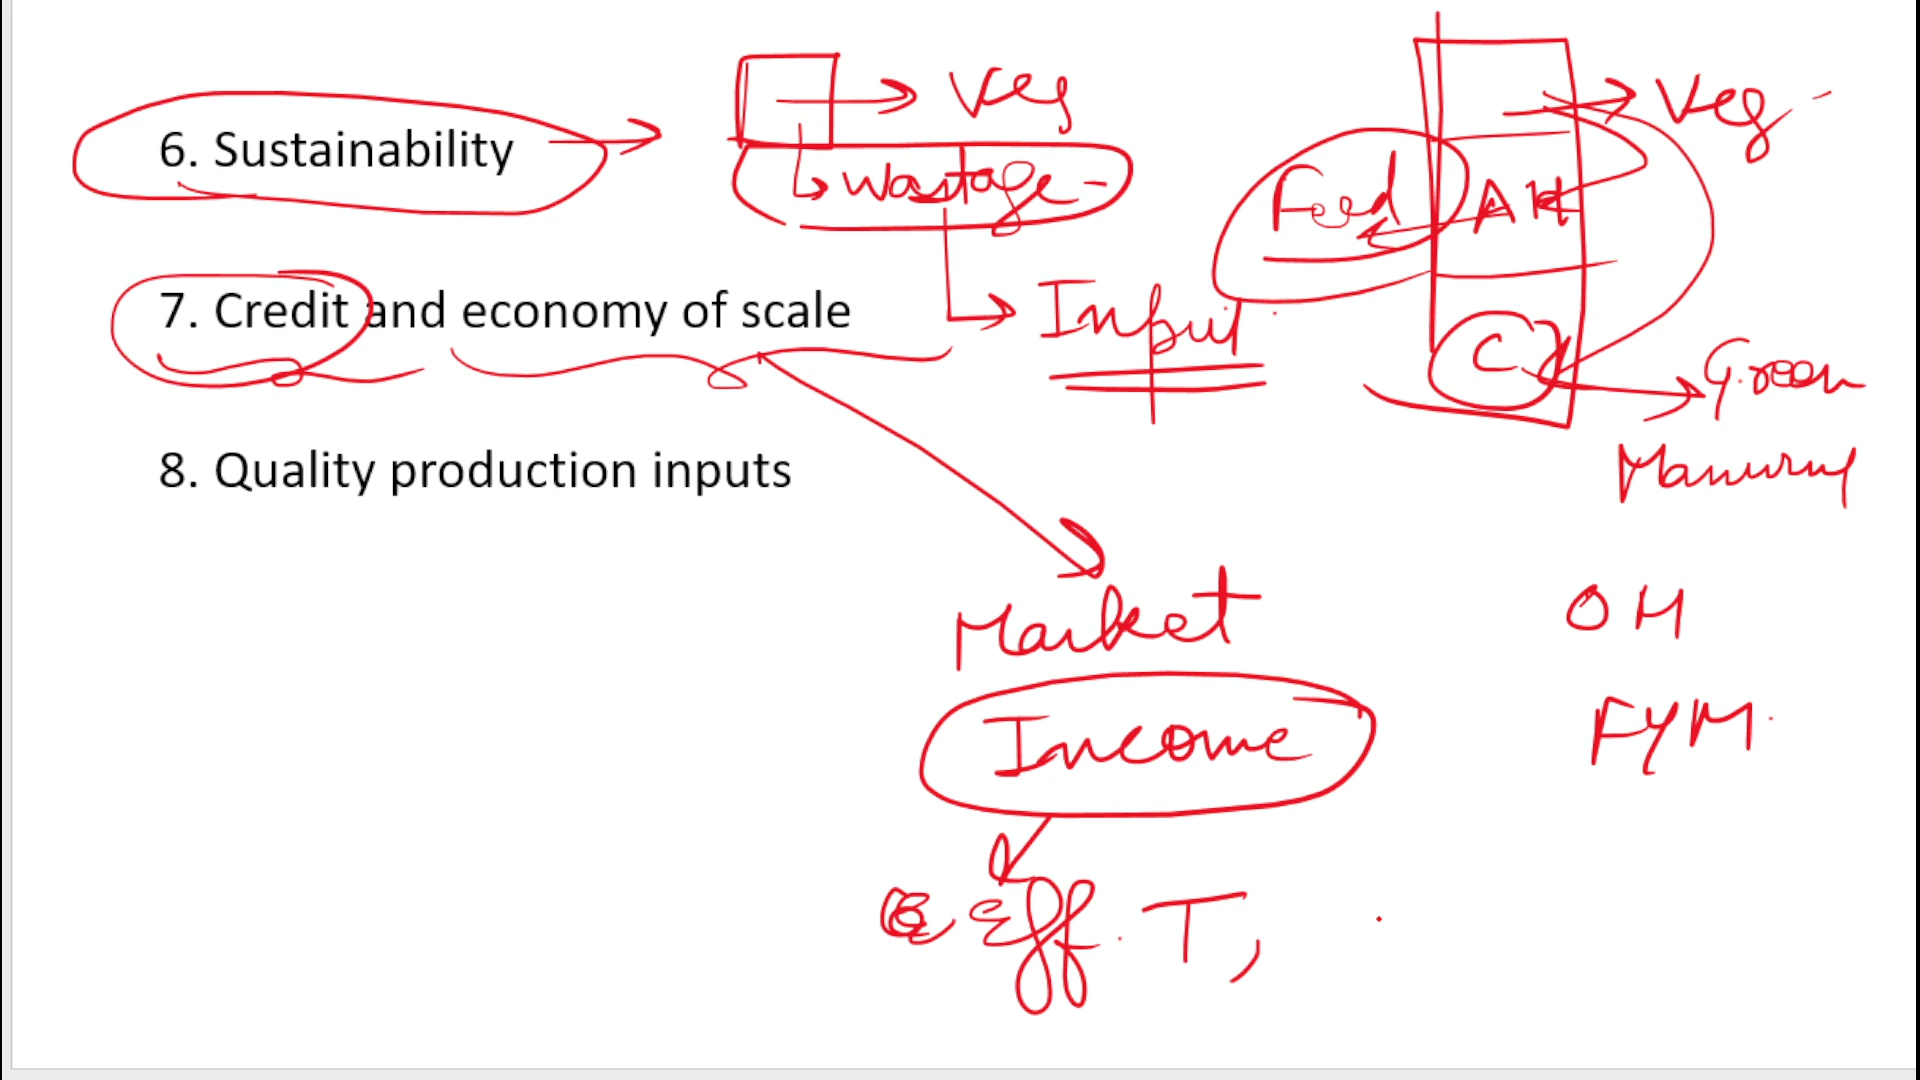 6. Sustainability
7. Credit and economy of scale
8. Quality production inputs
Veg
Wastage
Input
Veg
Feed AH
C
Green
Manuring
OM
FYM
Market
Income
Eff. T,